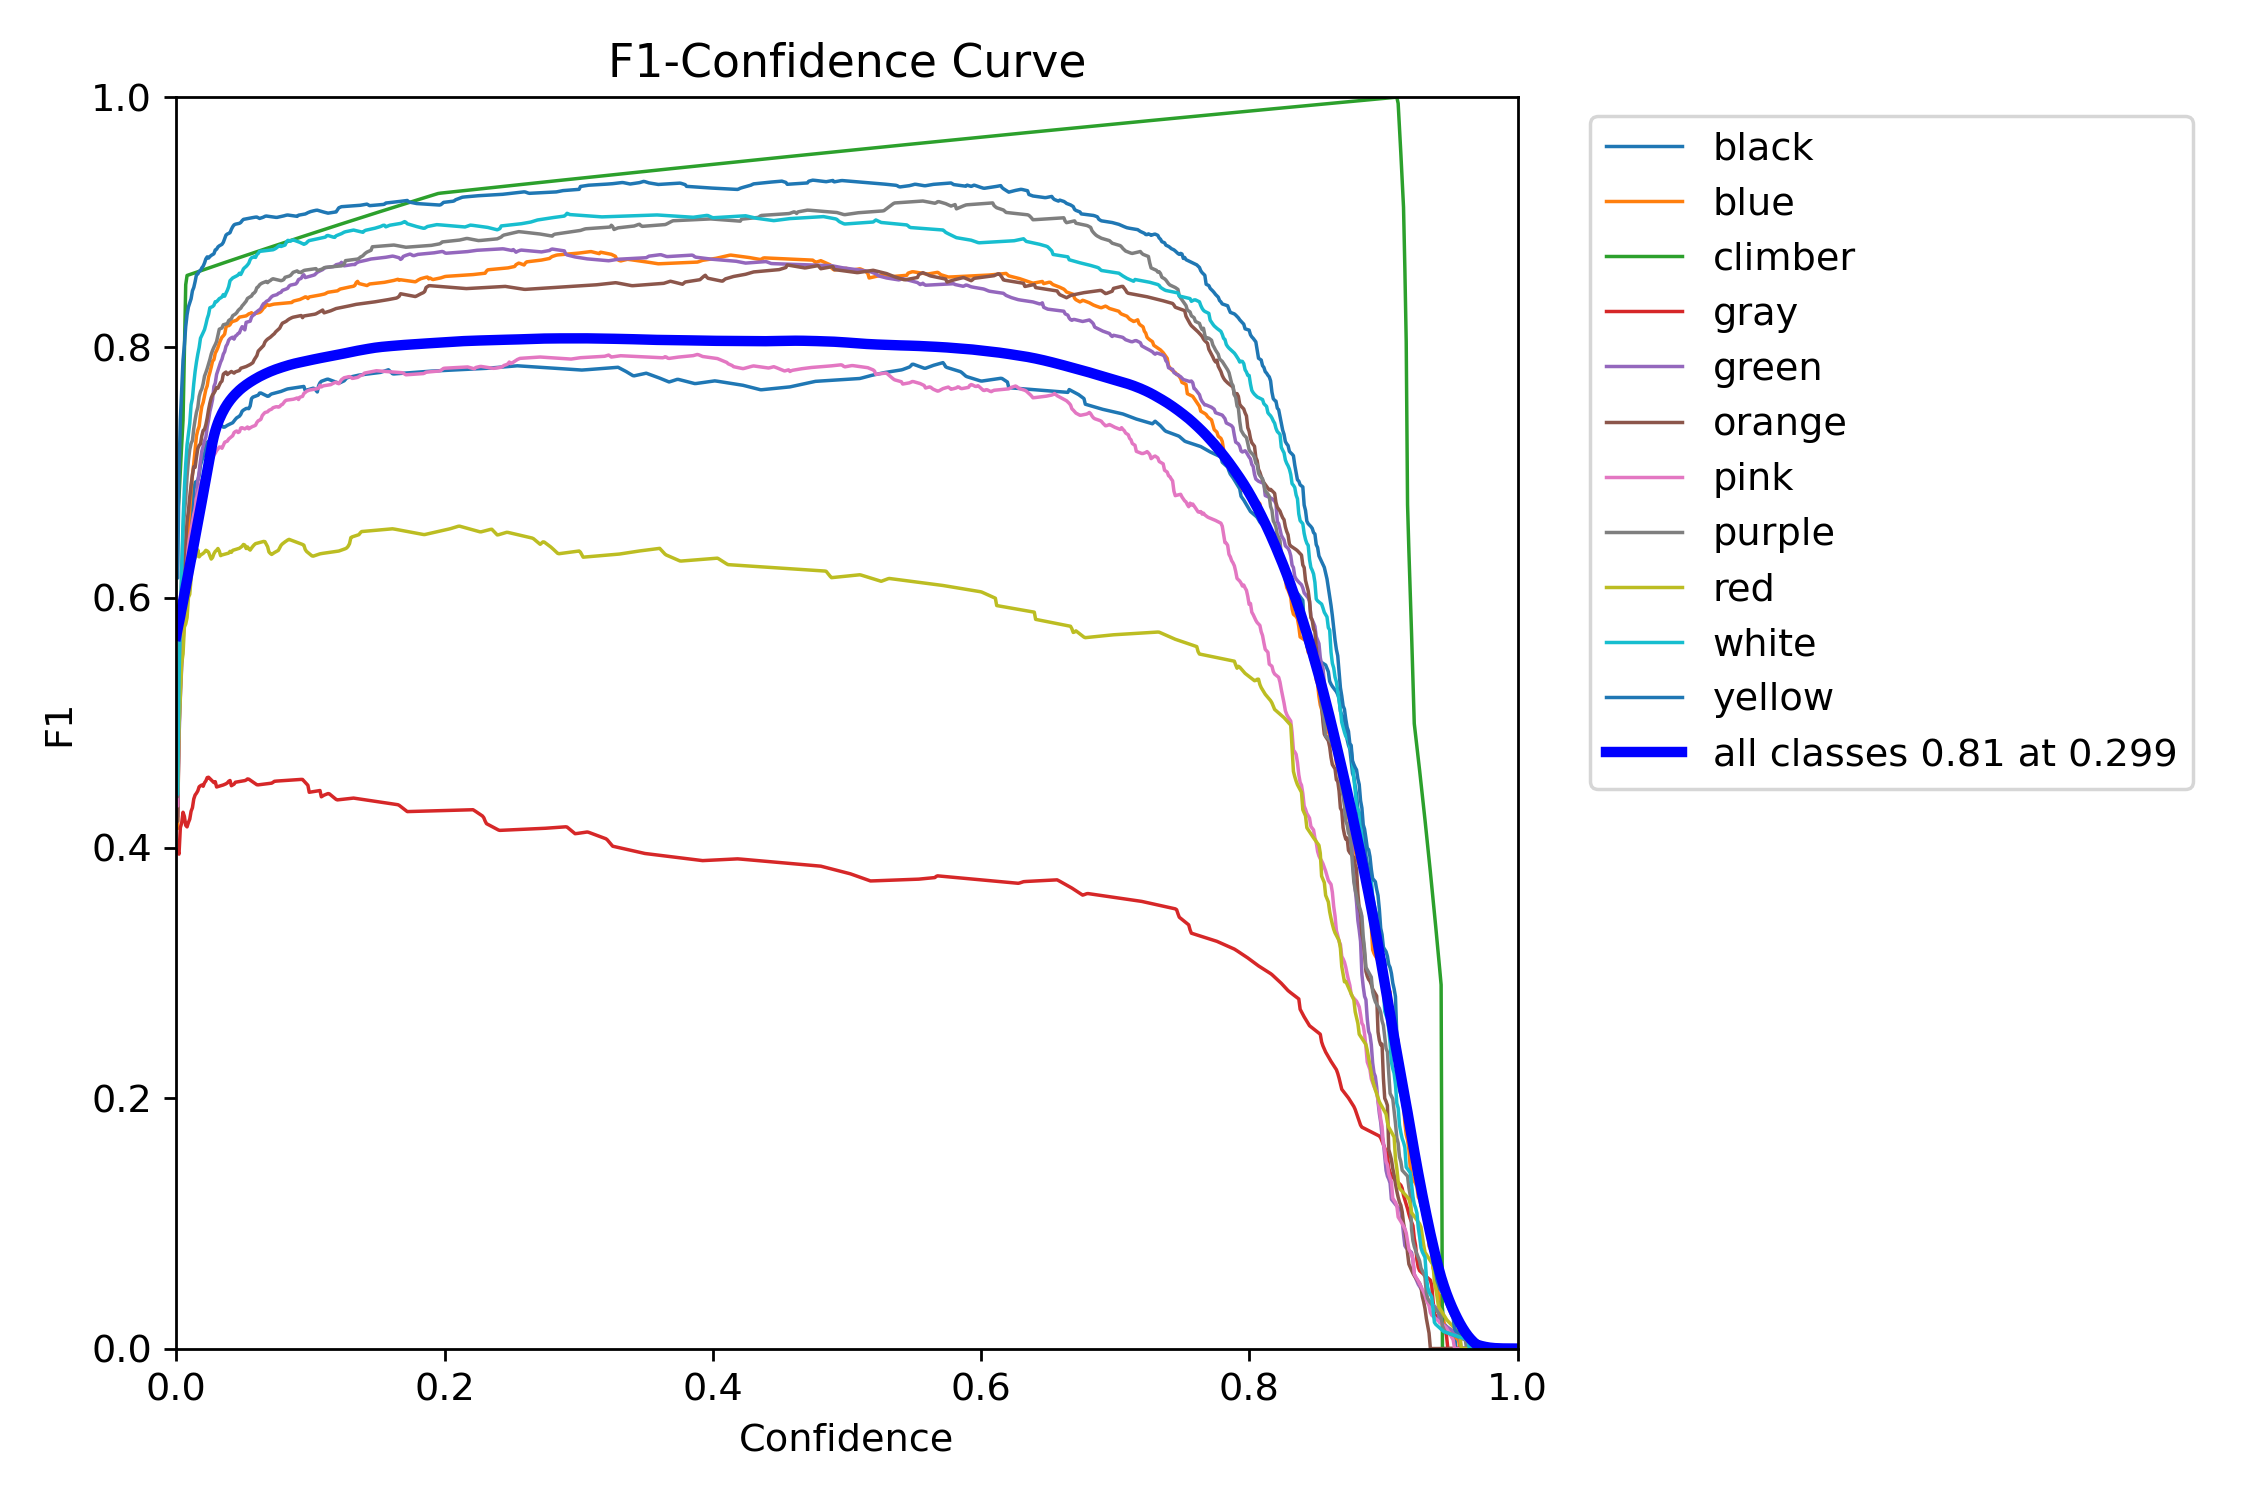 F1-Confidence Curve
1.0
0.8
0.6
0.4
0.2
0.0
F1
0.0 0.2 0.4 0.6 0.8 1.0
Confidence
black
blue
climber
gray
green
orange
pink
purple
red
white
yellow
all classes 0.81 at 0.299